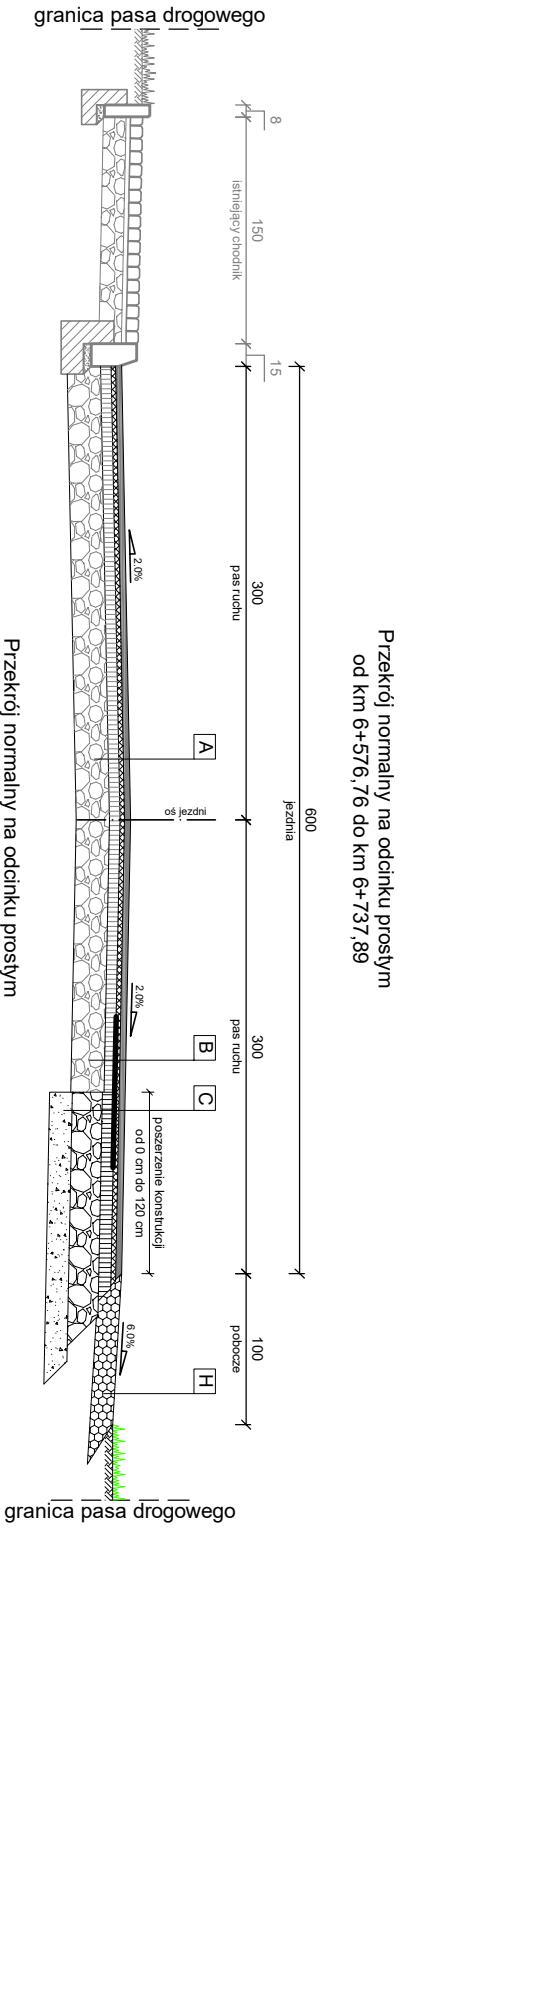 granica pasa drogowego
Przekrój normalny na odcinku prostym
od km 6+576,76 do km 6+737,89
600
jezdnia
8
150
istniejący chodnik
15
300
pas ruchu
300
pas ruchu
100
pobocze
2.0%
A
oś jezdni
2.0%
B
C
poszerzenie konstrukcji
od 0 cm do 120 cm
6.0%
H
granica pasa drogowego
Przekrój normalny na odcinku prostym